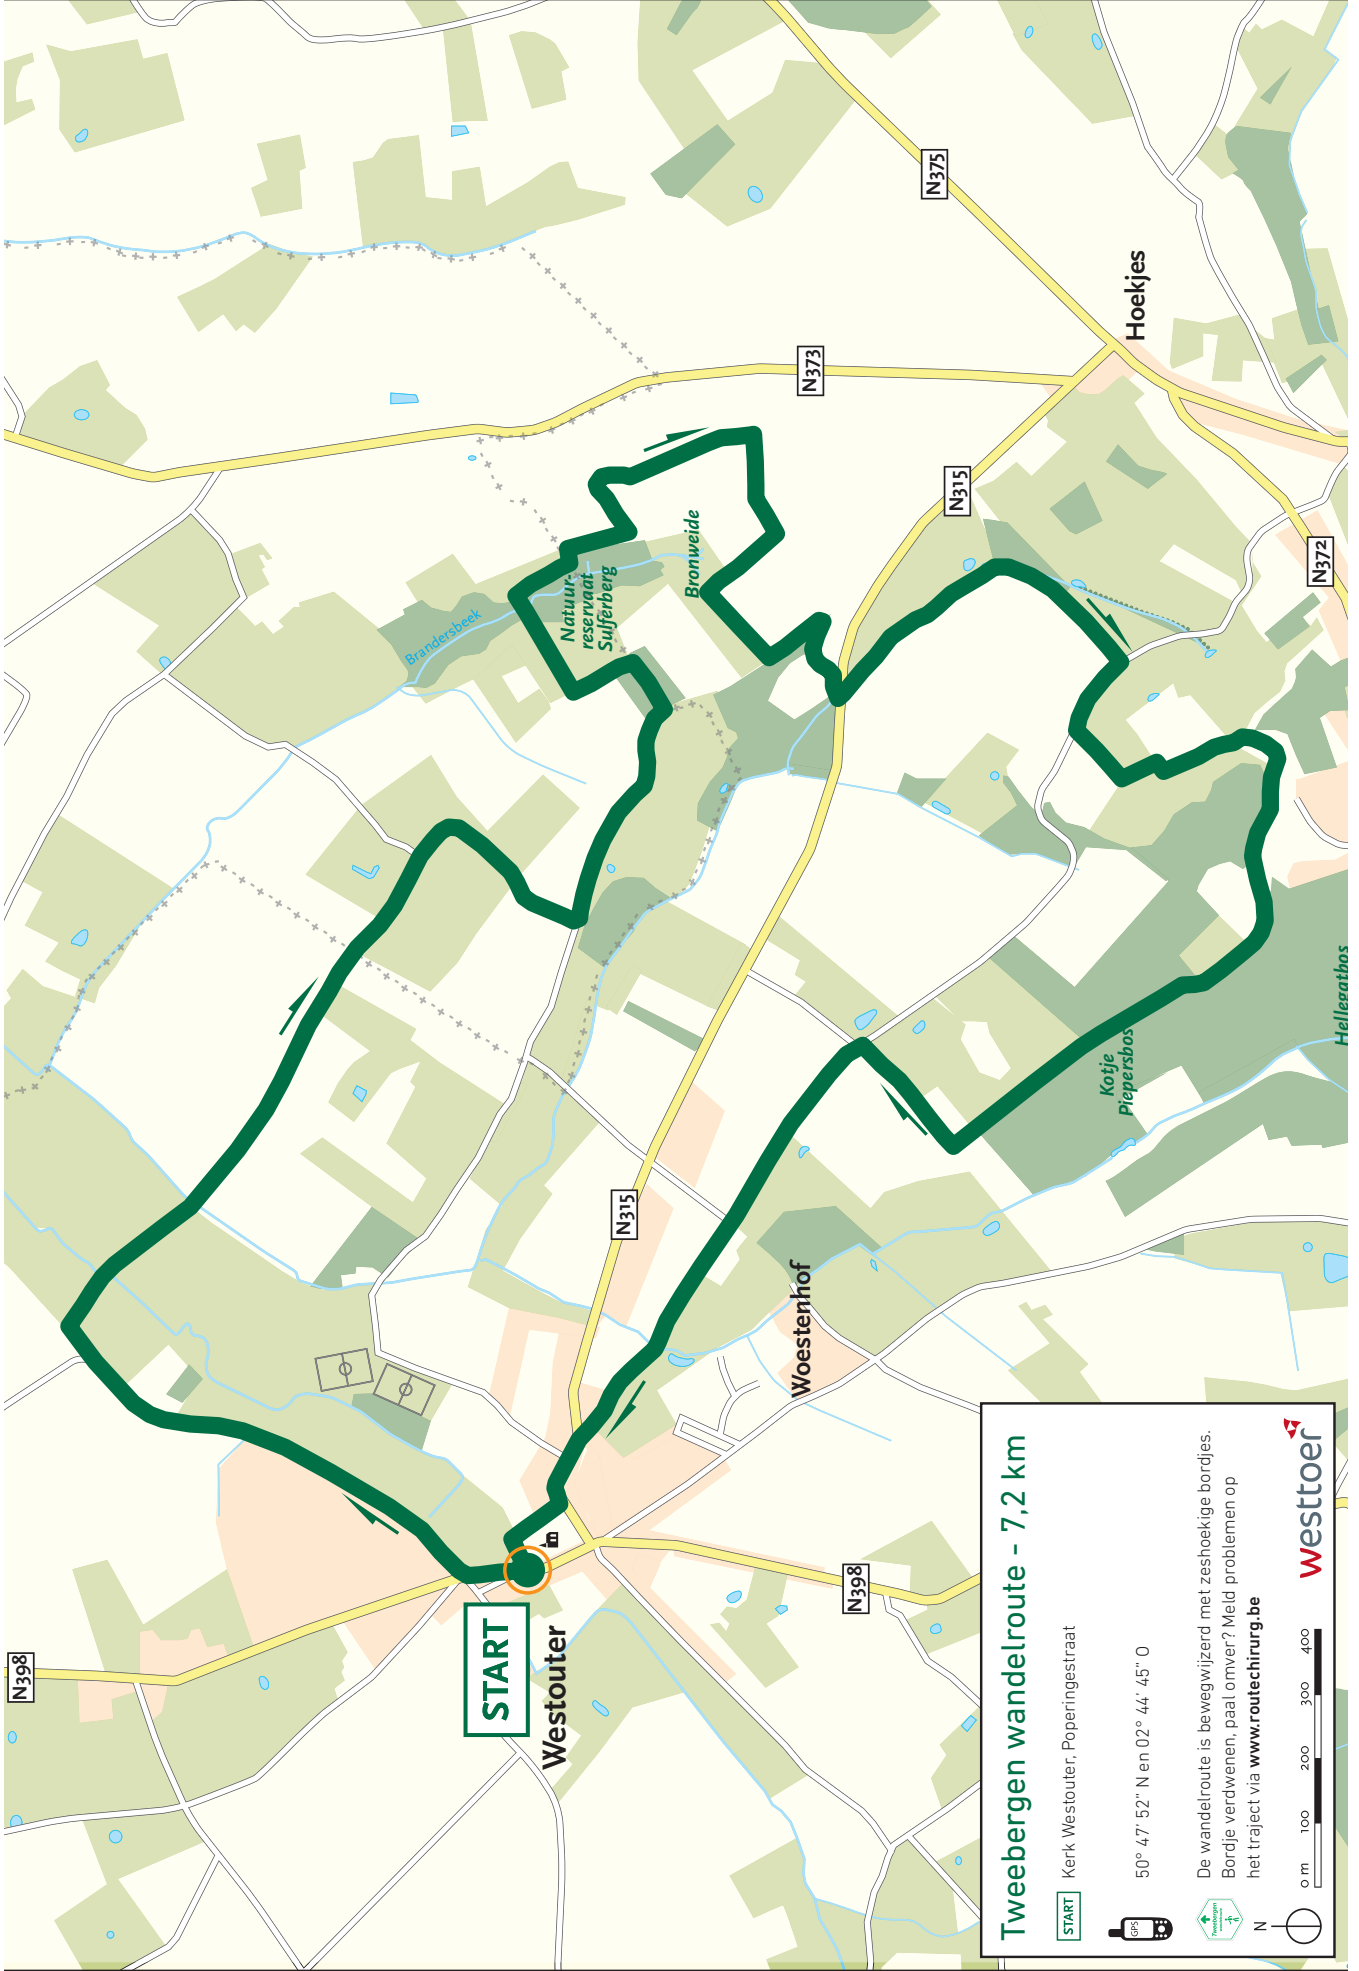 N398
START
Westouter
N398
N315
Woestenhof
Brandersbeek
Natuur-
reservaat
Sulferberg
Bronweide
N373
N375
Hoekjes
N315
N372
Kotje
Piepersbos
Hellegatbos
Tweebergen wandelroute - 7,2 km
START
Kerk Westouter, Poperingestraat
GPS
50° 47' 52" N en 02° 44' 45" O
Tweebergen
De wandelroute is bewegwijzerd met zeshoekige bordjes.
Bordje verdwenen, paal omver? Meld problemen op
het traject via www.routechirurg.be
N
0 m 100 200 300 400
westtoer